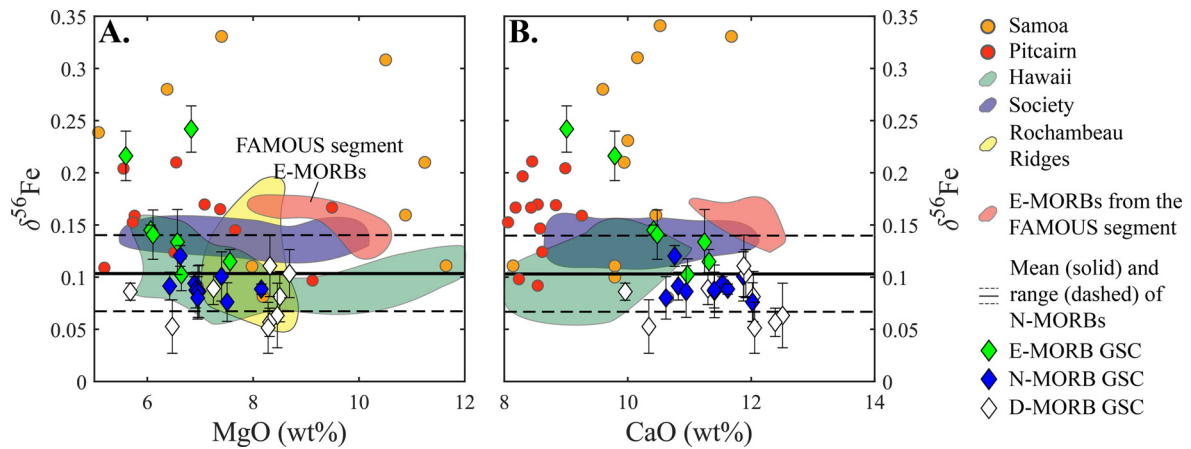 A.
B.
0.35
0.3
0.25
0.2
0.15
0.1
0.05
0
δ56Fe
δ56Fe
0.35
0.3
0.25
0.2
0.15
0.1
0.05
0
FAMOUS segment
E-MORBs
6
8
10
12
8
10
12
14
MgO (wt%)
CaO (wt%)
Samoa
Pitcairn
Hawaii
Society
Rochambeau
Ridges
E-MORBs from the
FAMOUS segment
Mean (solid) and
range (dashed) of
N-MORBs
E-MORB GSC
N-MORB GSC
D-MORB GSC